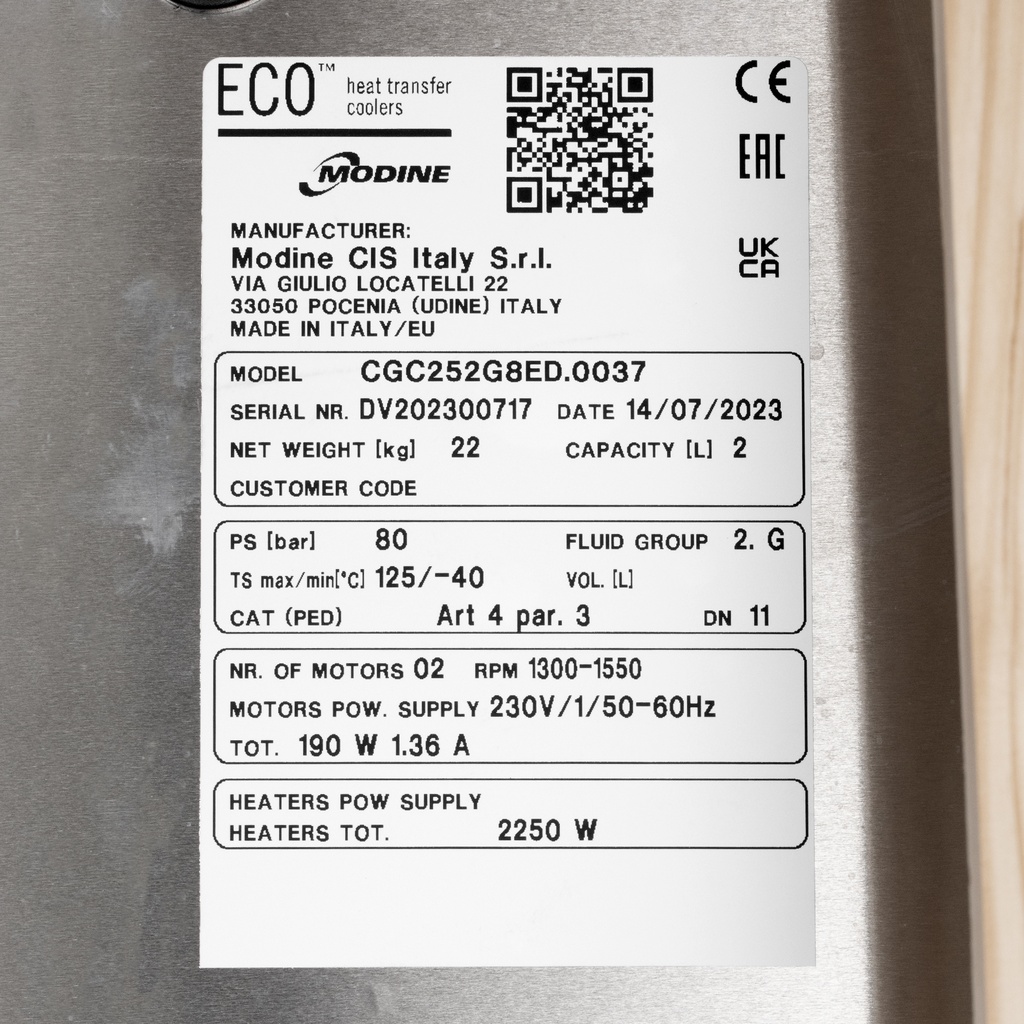 ECO™ heat transfer
coolers
MODINE
CE
EAC
UK
CA
MANUFACTURER:
Modine CIS Italy S.r.l.
VIA GIULIO LOCATELLI 22
33050 POCENIA (UDINE) ITALY
MADE IN ITALY/EU
MODEL CGC252G8ED.0037
SERIAL NR. DV202300717 DATE 14/07/2023
NET WEIGHT [kg] 22 CAPACITY [L] 2
CUSTOMER CODE
PS [bar] 80 FLUID GROUP 2. G
TS max/min[°C] 125/-40 VOL. [L]
CAT (PED) Art 4 par. 3 DN 11
NR. OF MOTORS 02 RPM 1300-1550
MOTORS POW. SUPPLY 230V/1/50-60Hz
TOT. 190 W 1.36 A
HEATERS POW SUPPLY
HEATERS TOT. 2250 W